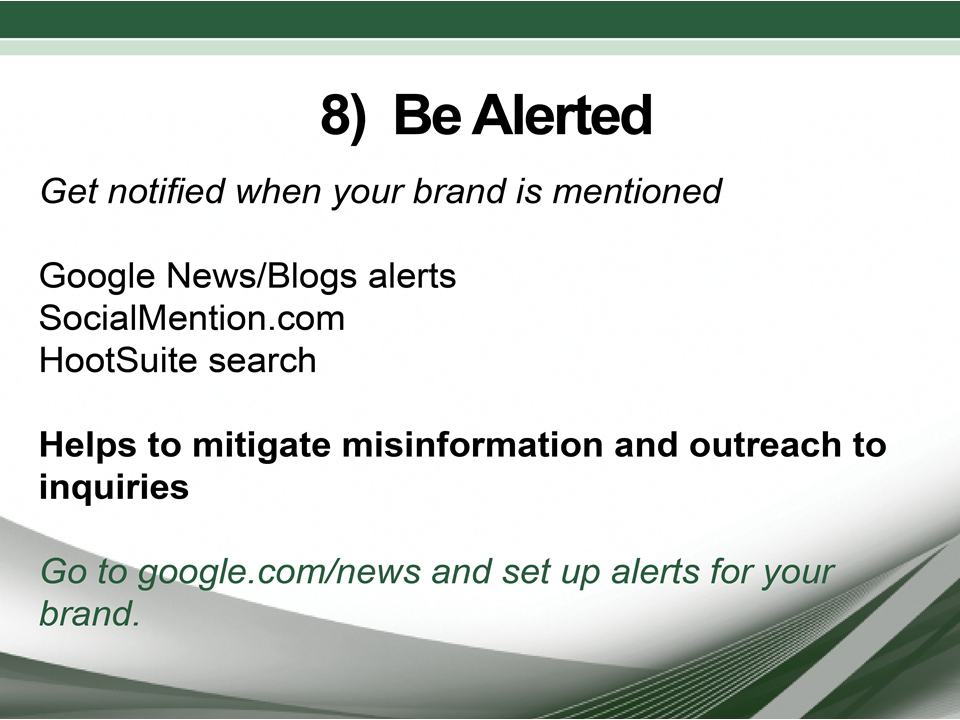 8) Be Alerted
Get notified when your brand is mentioned
Google News/Blogs alerts
SocialMention.com
HootSuite search
Helps to mitigate misinformation and outreach to
inquiries
Go to google.com/news and set up alerts for your
brand.